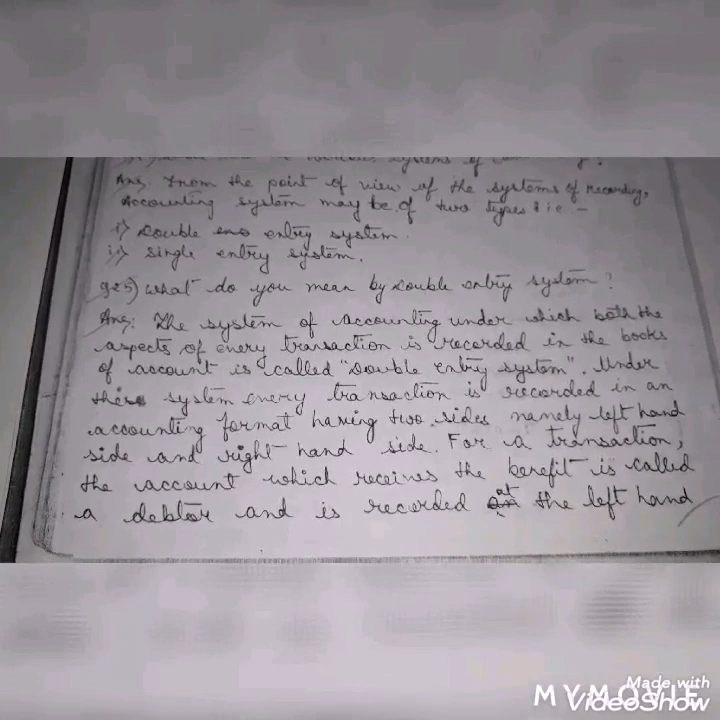 systems of
Ans: From the point of view of the systems of recording,
Accounting system may be of two types i.e -
i) Double eno entry system.
ii) Single entry system.
Q25) What do you mean by Double entry system?
Ans: The system of accounting under which both the
aspects of every transaction is recorded in the books
of account is called "Double entry system". Under
this system every transaction is recorded in an
accounting format having two sides namely left hand
side and right hand side. For a transaction,
the account which receives the benefit is called
a debtor and is recorded at the left hand
Made with
MYMOVIE
VideoShow